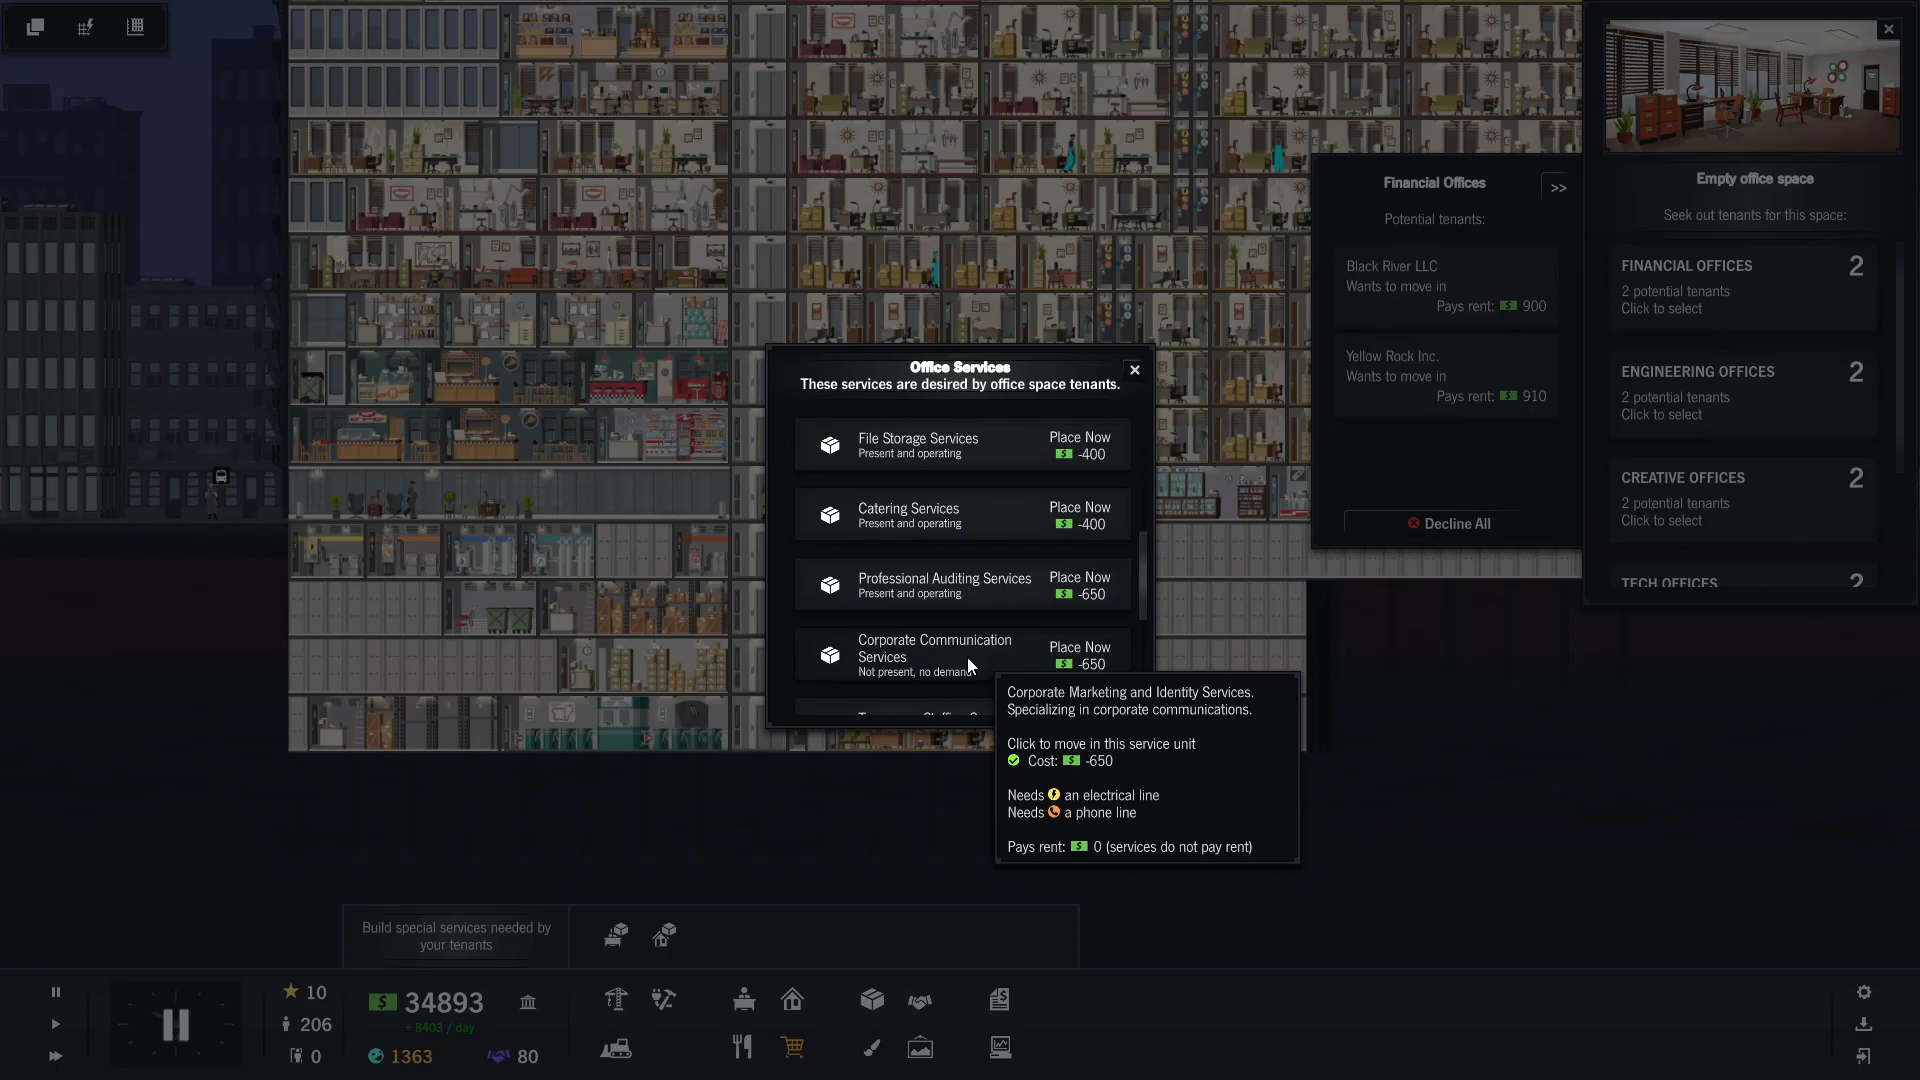 Financial Offices
>>
Potential tenants:
Black River LLC
Wants to move in
Pays rent: $ 900
Yellow Rock Inc.
Wants to move in
Pays rent: $ 910
Decline All
Empty office space
Seek out tenants for this space:
FINANCIAL OFFICES 2
2 potential tenants
Click to select
ENGINEERING OFFICES 2
2 potential tenants
Click to select
CREATIVE OFFICES 2
2 potential tenants
Click to select
TECH OFFICES 2
Office Services
These services are desired by office space tenants.
File Storage Services
Present and operating
Place Now
$ -400
Catering Services
Present and operating
Place Now
$ -400
Professional Auditing Services
Present and operating
Place Now
$ -650
Corporate Communication
Services
Not present, no demand
Place Now
$ -650
Corporate Marketing and Identity Services.
Specializing in corporate communications.
Click to move in this service unit
Cost: $ -650
Needs an electrical line
Needs a phone line
Pays rent: $ 0 (services do not pay rent)
Build special services needed by
your tenants
10
206
0
$ 34893
+ 8403 / day
1363
80